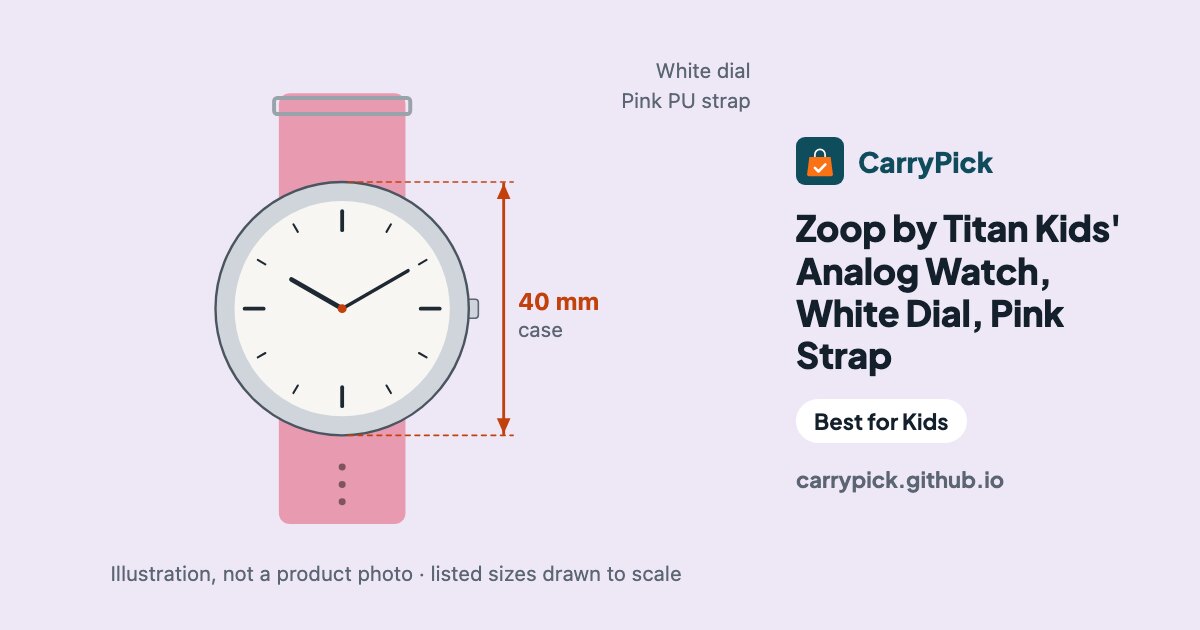 White dial
Pink PU strap
40 mm
case
CarryPick
Zoop by Titan Kids'
Analog Watch,
White Dial, Pink
Strap
Best for Kids
carrypick.github.io
Illustration, not a product photo · listed sizes drawn to scale